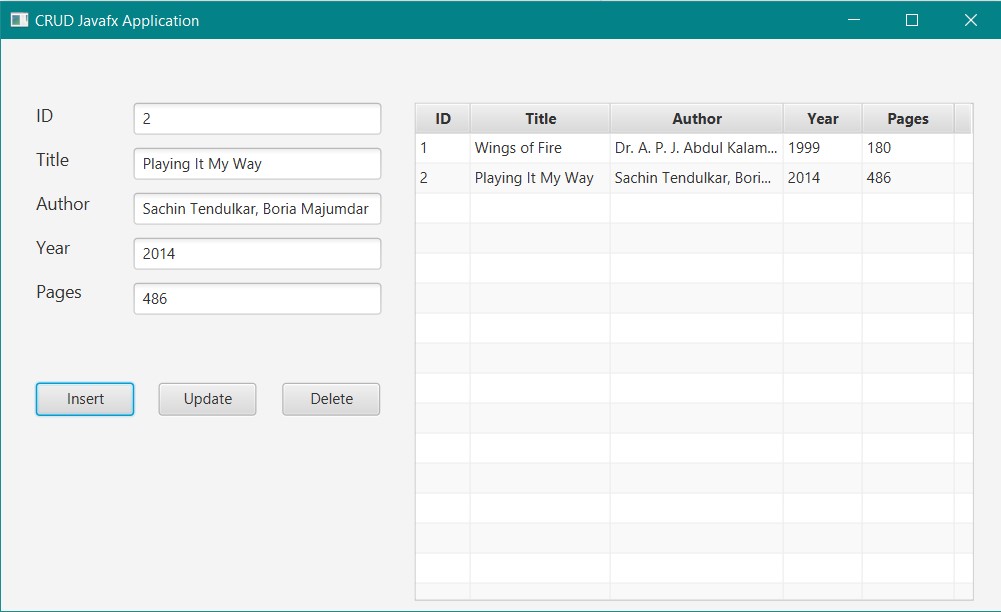 CRUD Javafx Application
ID 2
Title Playing It My Way
Author Sachin Tendulkar, Boria Majumdar
Year 2014
Pages 486
Insert Update Delete
ID Title Author Year Pages
1 Wings of Fire Dr. A. P. J. Abdul Kalam... 1999 180
2 Playing It My Way Sachin Tendulkar, Bori... 2014 486